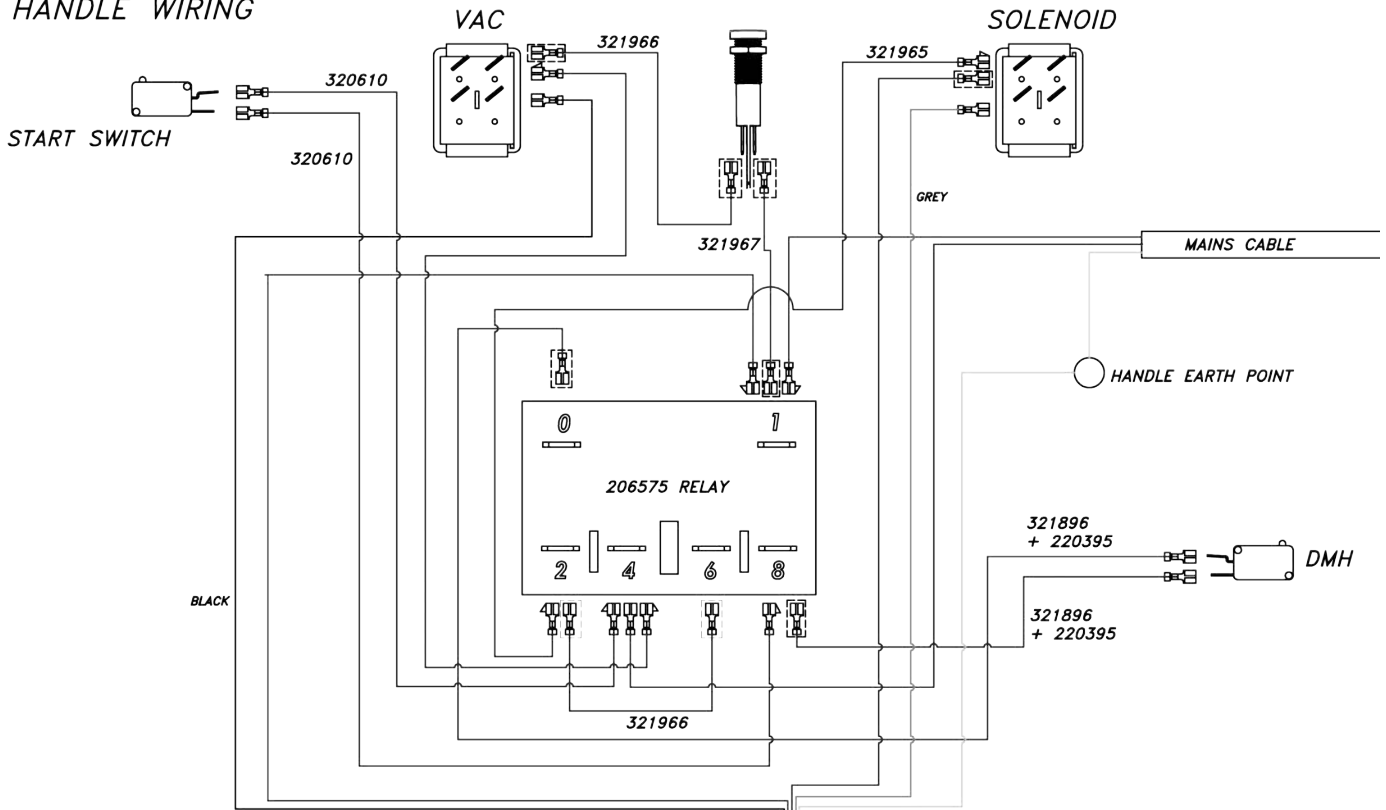 HANDLE WIRING
VAC
SOLENOID
321966
321965
320610
START SWITCH
320610
GREY
321967
MAINS CABLE
HANDLE EARTH POINT
0
1
206575 RELAY
321896
+ 220395
DMH
2
4
6
8
BLACK
321896
+ 220395
321966